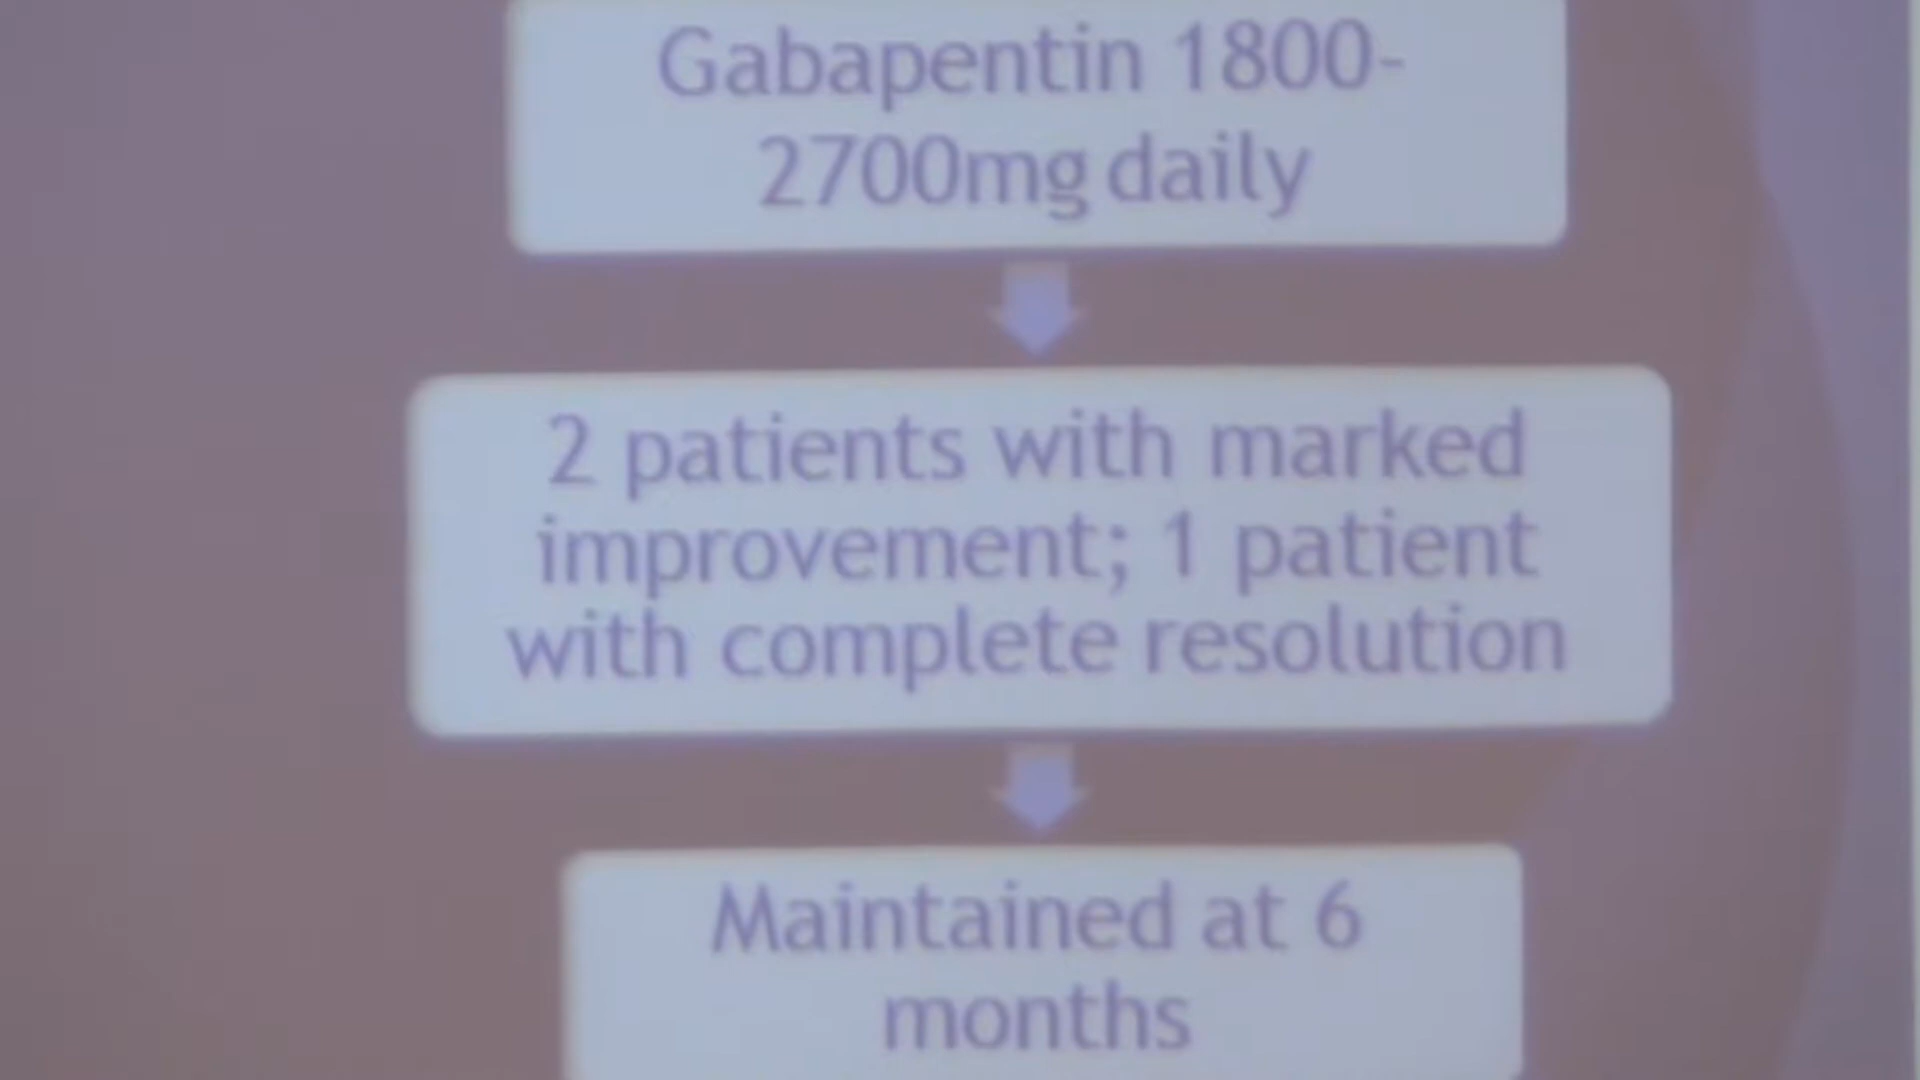 Gabapentin 1800-
2700mg daily
2 patients with marked
improvement; 1 patient
with complete resolution
Maintained at 6
months